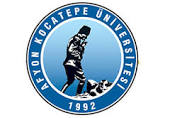 AFYON KOCATEPE ÜNİVERSİTESİ
1992